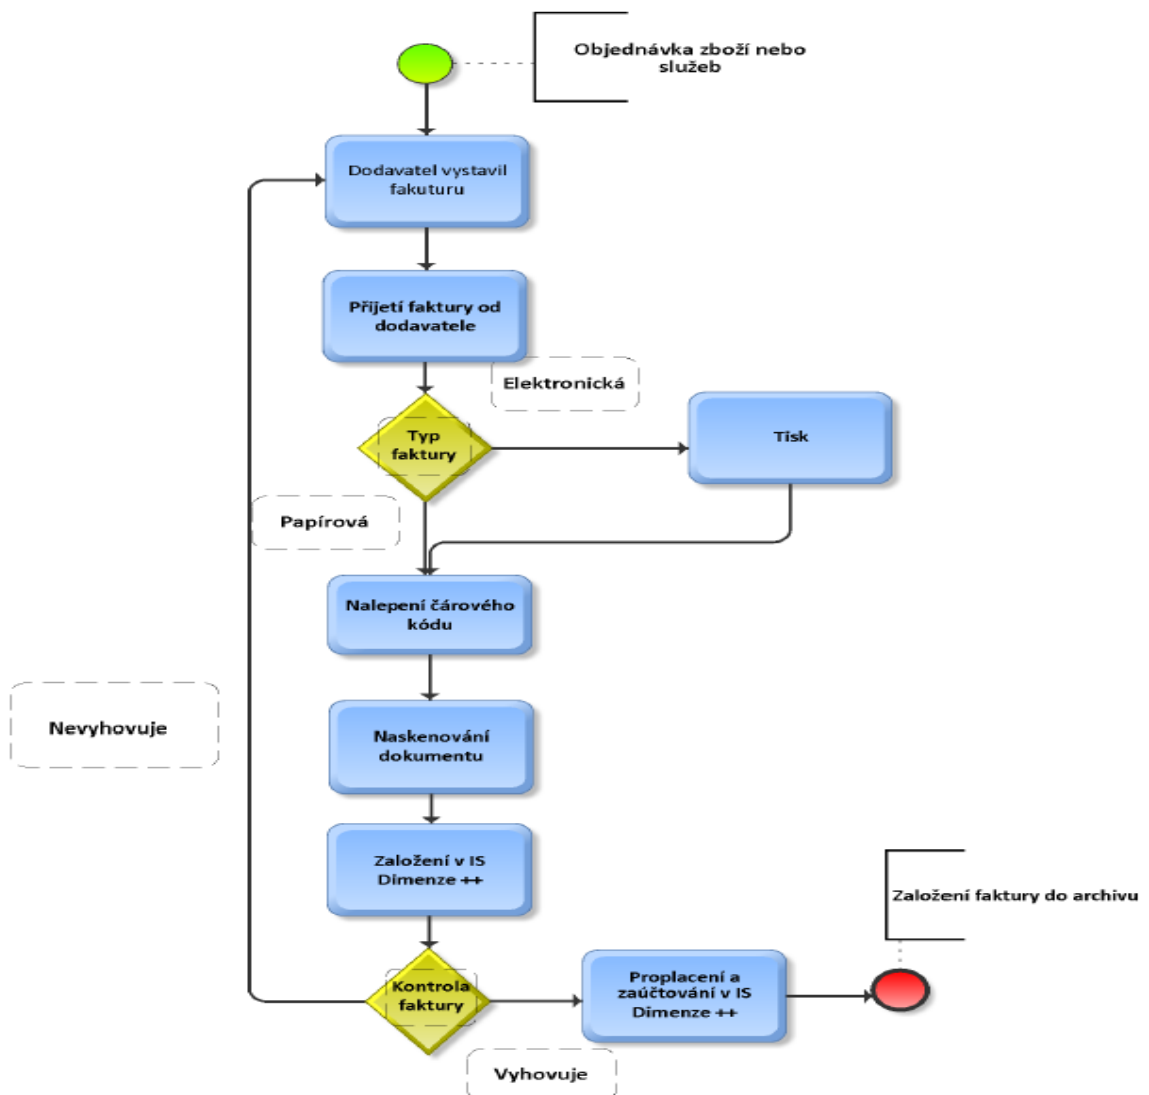 Objednávka zboží nebo
služeb
Dodavatel vystavil
fakuturu
Přijetí faktury od
dodavatele
Elektronická
Typ
faktury
Tisk
Papírová
Nalepení čárového
kódu
Nevyhovuje
Naskenování
dokumentu
Založení v IS
Dimenze ++
Založení faktury do archivu
Kontrola
faktury
Proplacení a
zaúčtování v IS
Dimenze ++
Vyhovuje